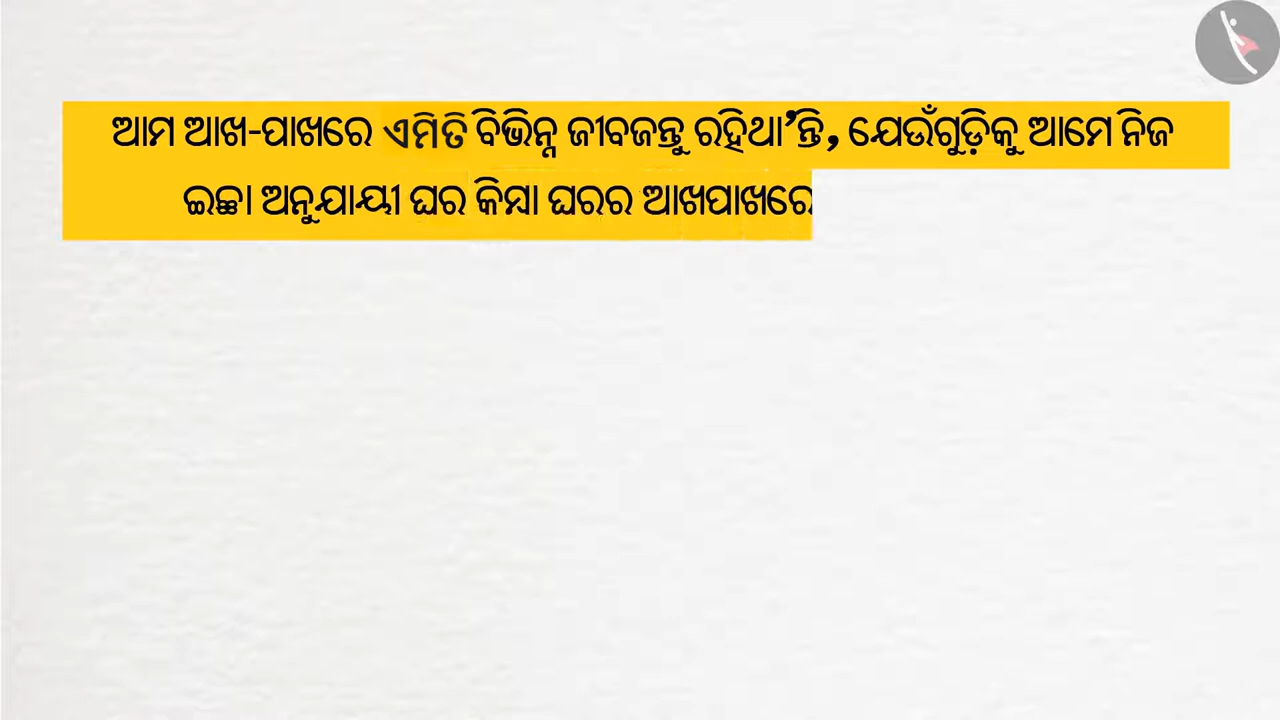 ଆମ ଆଖ-ପାଖରେ ଏମିତି ବିଭିନ୍ନ ଜୀବଜନ୍ତୁ ରହିଥା’ନ୍ତି, ଯେଉଁଗୁଡ଼ିକୁ ଆମେ ନିଜ
ଇଚ୍ଛା ଅନୁଯାୟୀ ଘର କିମ୍ବା ଘରର ଆଖପାଖରେ